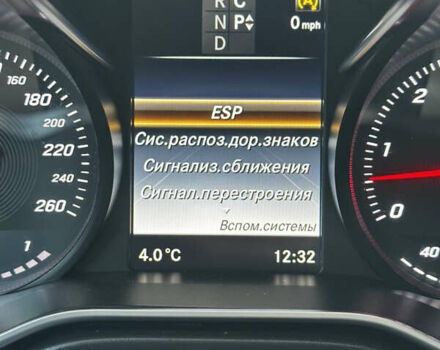 R C
N P
D
0 mph
160
180
200
220
240
260
1
ESP
Сис.распоз.дор.знаков
Сигнализ.сближения
Сигнал.перестроения
Вспом.системы
4.0 °C
12:32
2
1
0
40